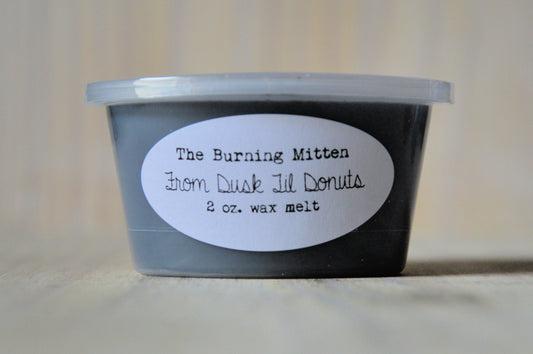 The Burning Mitten
From Dusk Til Donuts
2 oz. wax melt